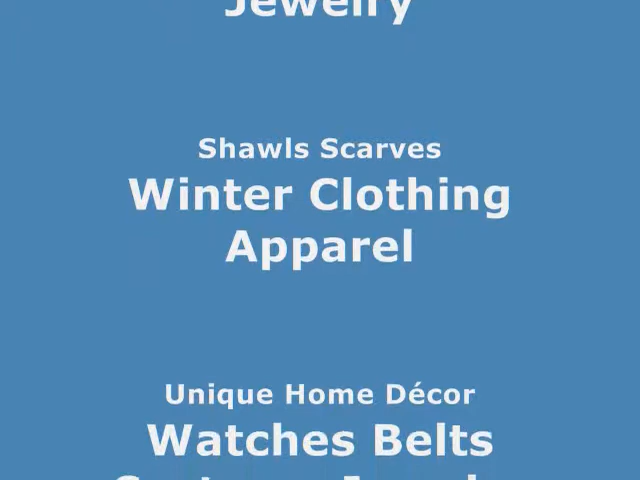 Jewelry
Shawls Scarves
Winter Clothing
Apparel
Unique Home Décor
Watches Belts